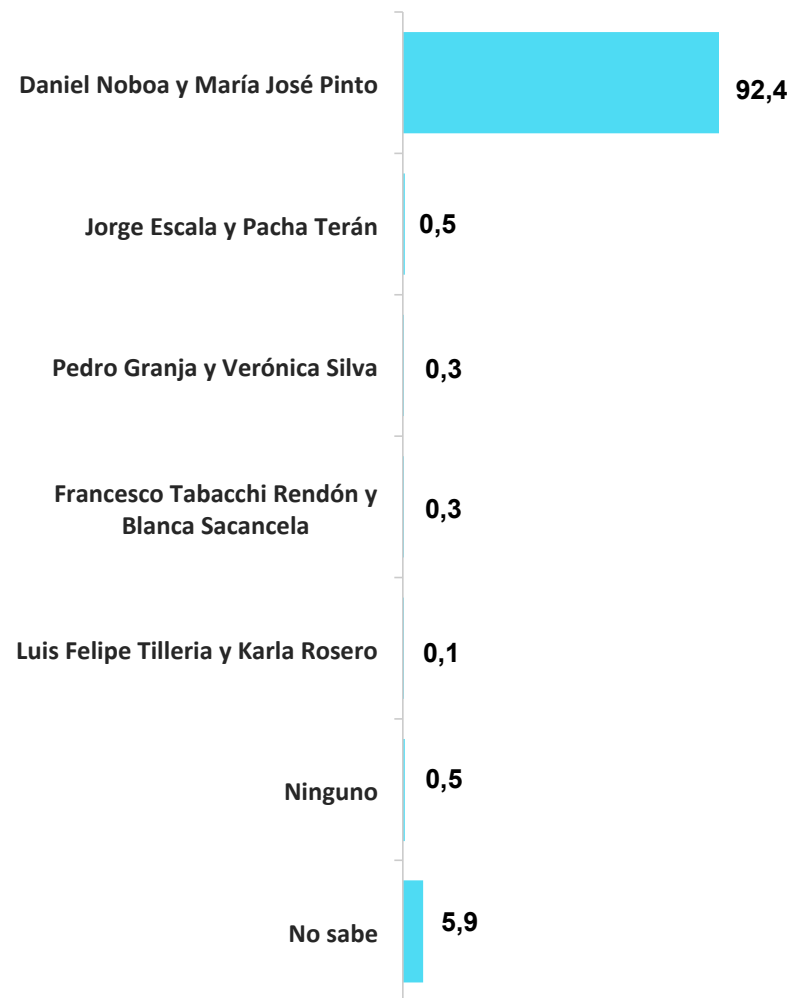 Daniel Noboa y María José Pinto 92,4
Jorge Escala y Pacha Terán 0,5
Pedro Granja y Verónica Silva 0,3
Francesco Tabacchi Rendón y
Blanca Sacancela 0,3
Luis Felipe Tilleria y Karla Rosero 0,1
Ninguno 0,5
No sabe 5,9